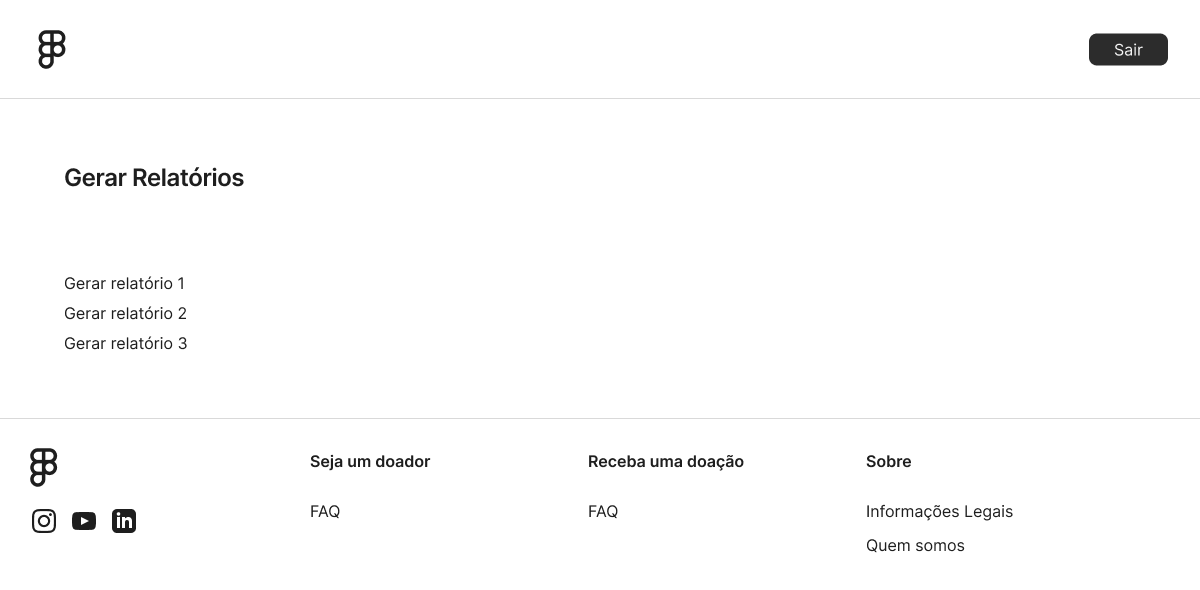 Sair
Gerar Relatórios
Gerar relatório 1
Gerar relatório 2
Gerar relatório 3
Seja um doador
FAQ
Receba uma doação
FAQ
Sobre
Informações Legais
Quem somos